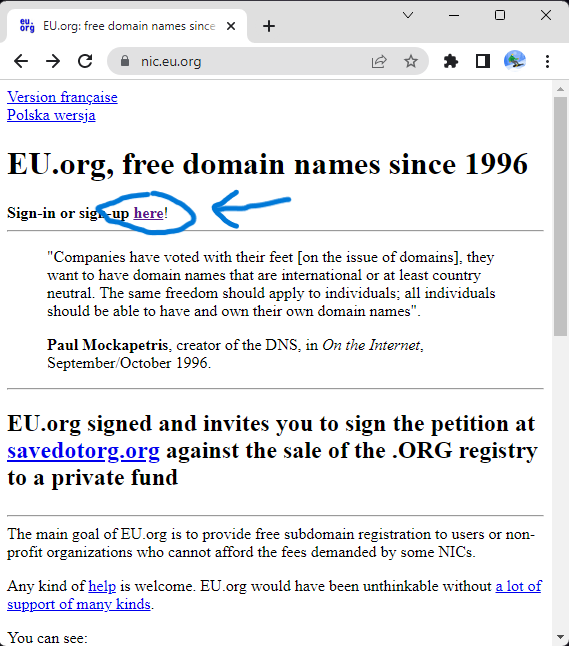 eu.
org
EU.org: free domain names since
nic.eu.org
Version française
Polska wersja
EU.org, free domain names since 1996
Sign-in or sign-up here!
"Companies have voted with their feet [on the issue of domains], they
want to have domain names that are international or at least country
neutral. The same freedom should apply to individuals; all individuals
should be able to have and own their own domain names".
Paul Mockapetris, creator of the DNS, in On the Internet,
September/October 1996.
EU.org signed and invites you to sign the petition at
savedotorg.org against the sale of the .ORG registry
to a private fund
The main goal of EU.org is to provide free subdomain registration to users or non-
profit organizations who cannot afford the fees demanded by some NICs.
Any kind of help is welcome. EU.org would have been unthinkable without a lot of
support of many kinds.
You can see: